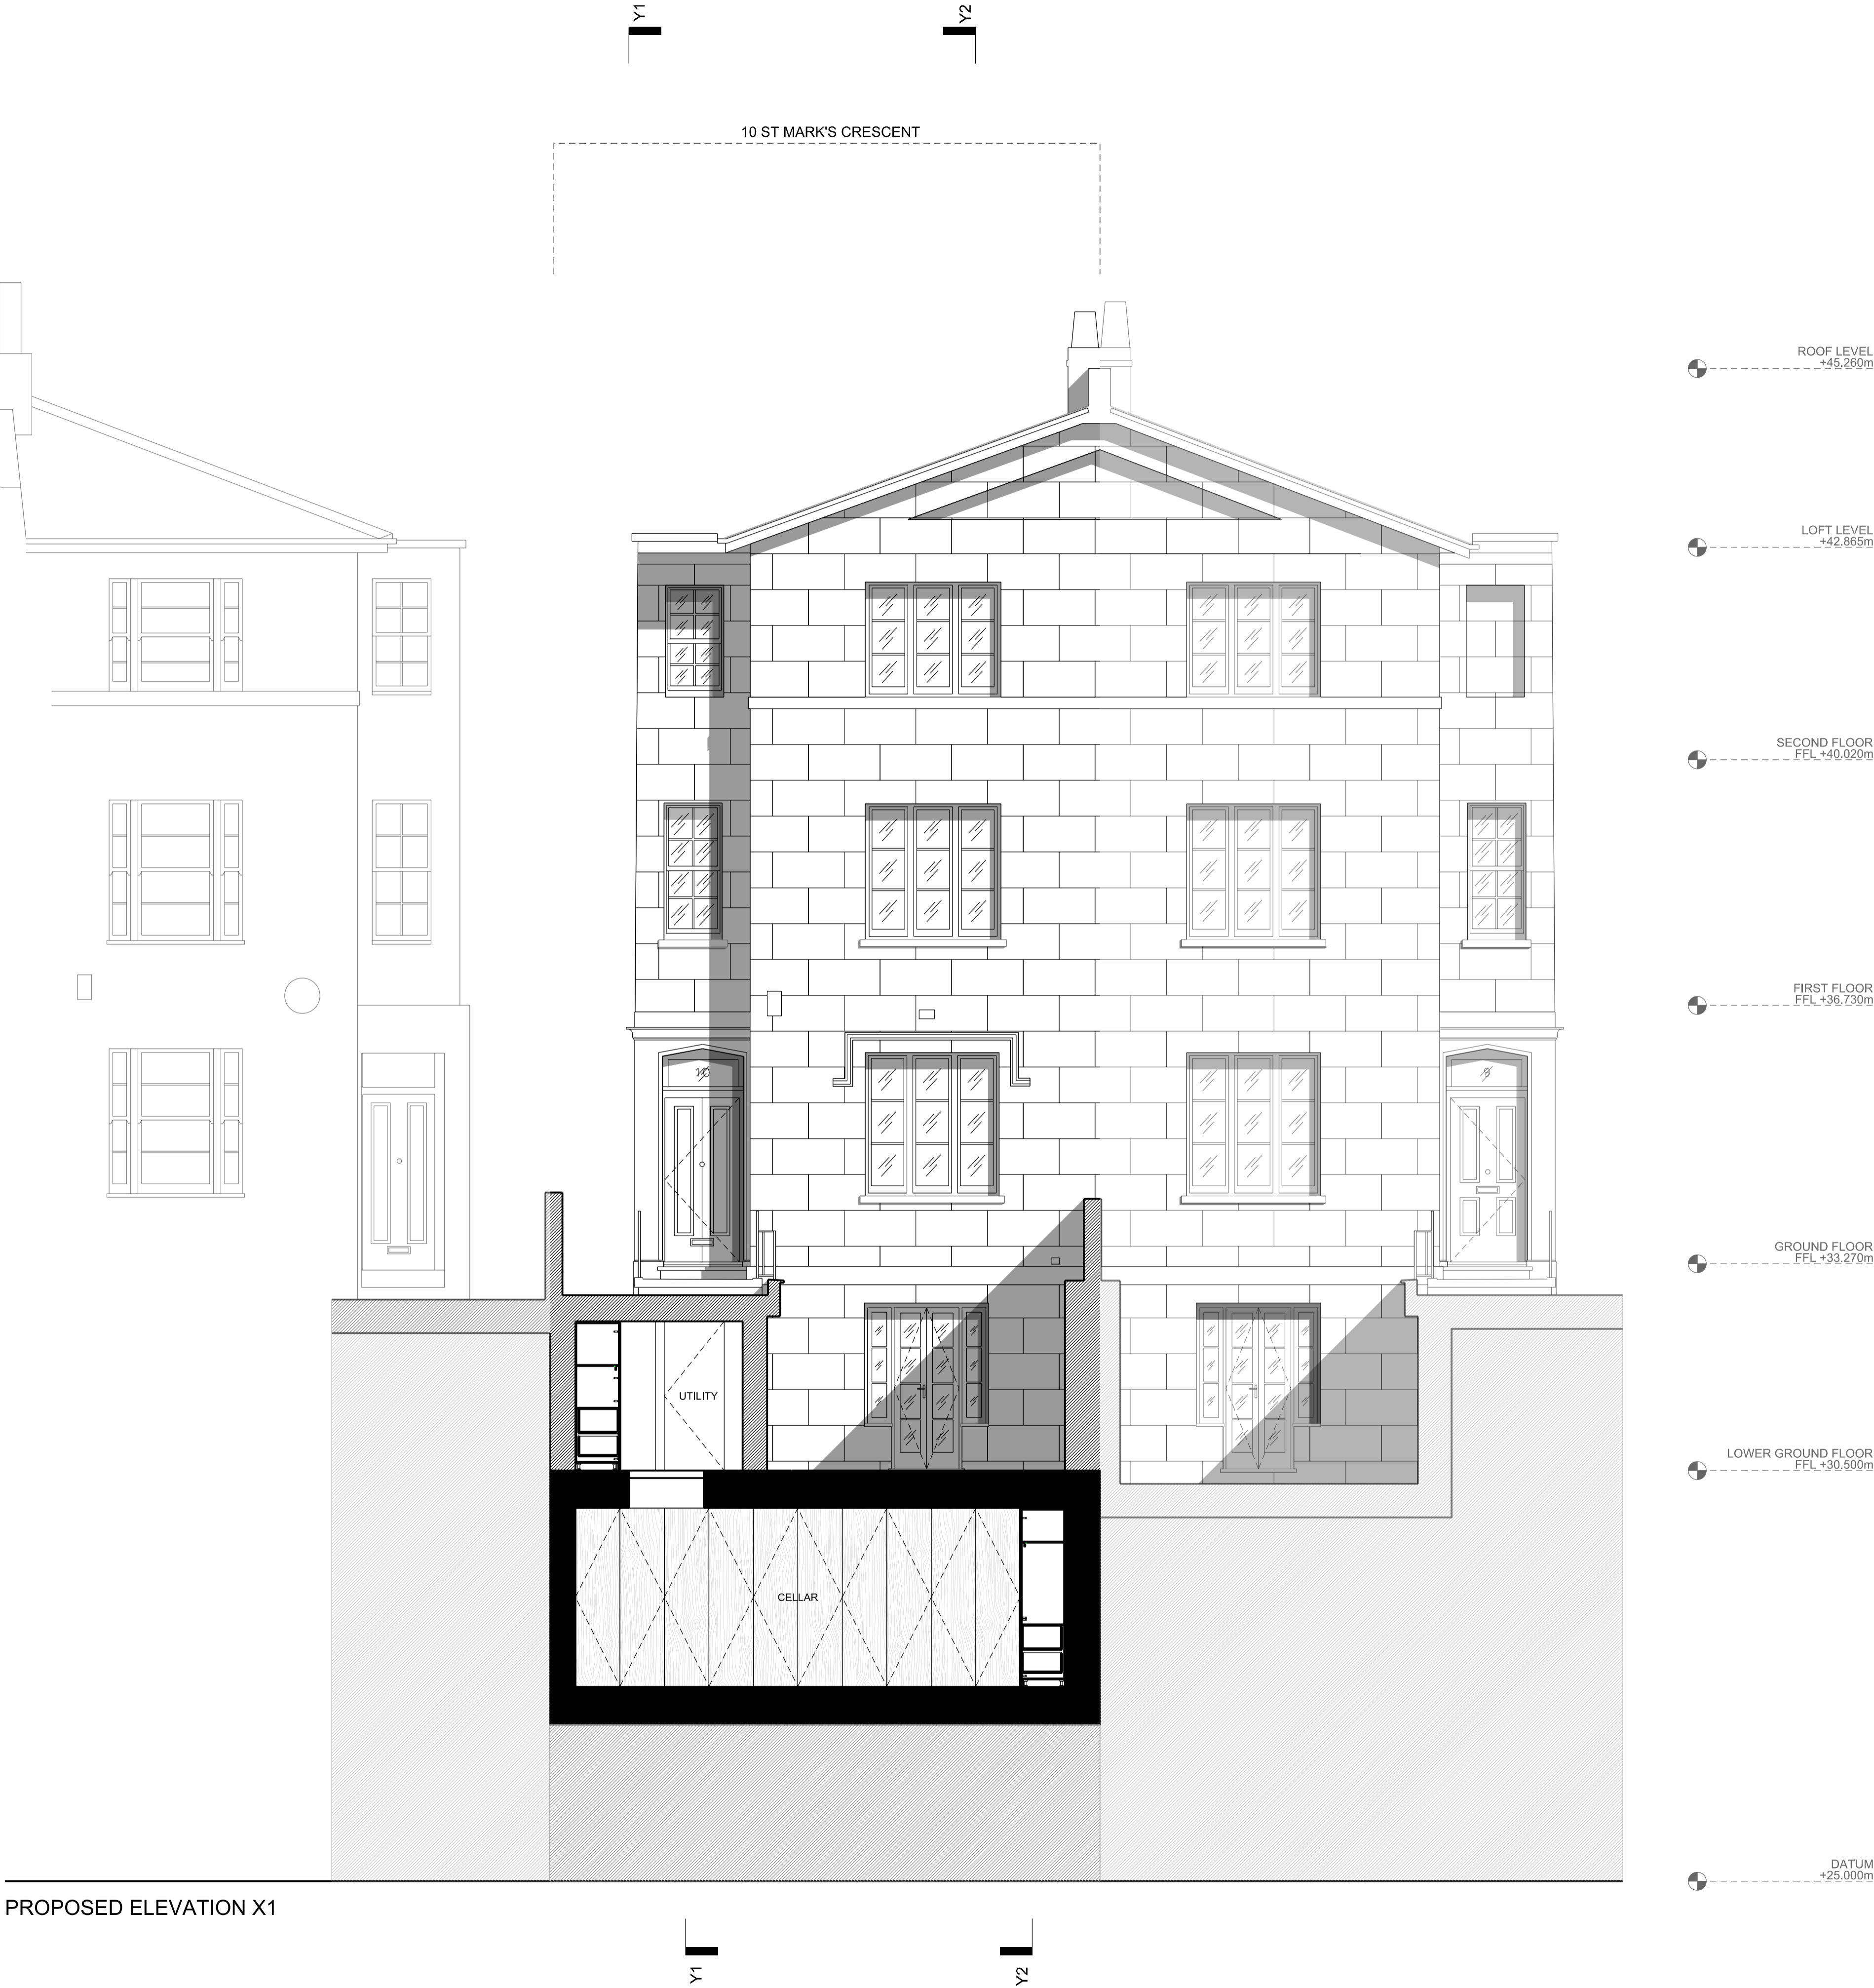 Y1
Y2
10 ST MARK'S CRESCENT
ROOF LEVEL
+45.260m
LOFT LEVEL
+42.865m
SECOND FLOOR
FFL +40.020m
FIRST FLOOR
FFL +36.730m
10
9
GROUND FLOOR
FFL +33.270m
UTILITY
LOWER GROUND FLOOR
FFL +30.500m
CELLAR
DATUM
+25.000m
PROPOSED ELEVATION X1
Y1
Y2